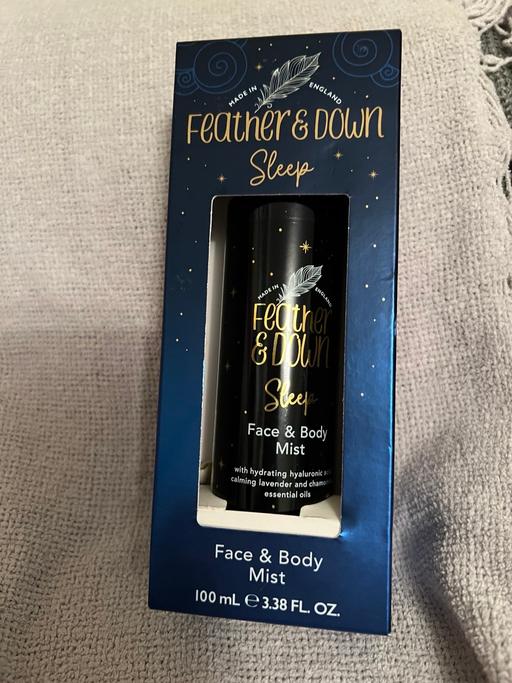 MADE IN ENGLAND
Feather & Down
Sleep
MADE IN ENGLAND
Feather
& Down
Sleep
Face & Body
Mist
with hydrating hyaluronic
calming lavender and
essential oils
Face & Body
Mist
100 mL ℮ 3.38 FL. OZ.